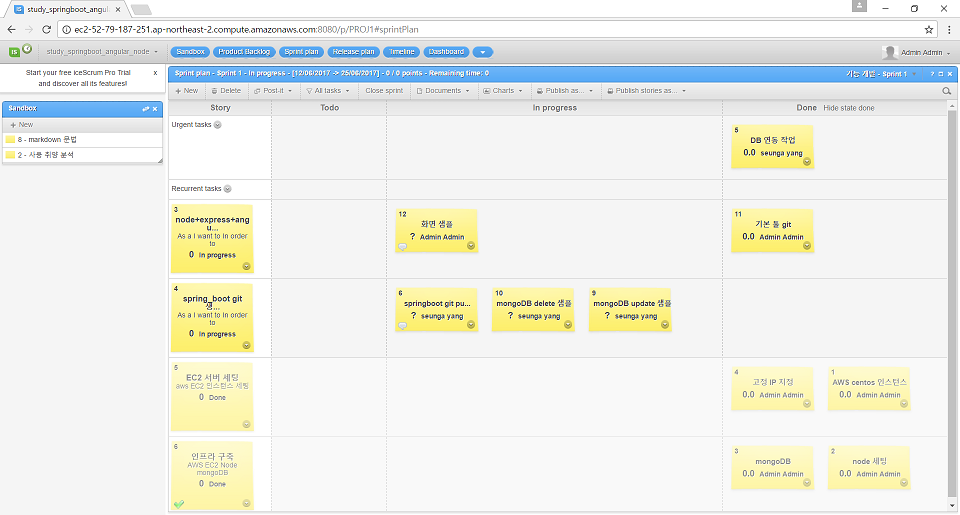 study_springboot_angula
ec2-52-79-187-251.ap-northeast-2.compute.amazonaws.com:8080/p/PROJ1#sprintPlan
iS
study_springboot_angular_node
Sandbox
Product Backlog
Sprint plan
Release plan
Timeline
Dashboard
Admin Admin
Start your free iceScrum Pro Trial
and discover all its features!
x
Sandbox
+ New
8 - markdown 문법
2 - 사용 취약 분석
Sprint plan - Sprint 1 - In progress - [12/06/2017 -> 25/06/2017] - 0 / 0 points - Remaining time: 0
기능 개발 - Sprint 1
?
+ New
Delete
Post-it
All tasks
Close sprint
Documents
Charts
Publish as...
Publish stories as...
Story
Todo
In progress
Done
Hide state done
Urgent tasks
5
DB 연동 작업
0.0 seunga yang
Recurrent tasks
3
node+express+ang
u...
As a I want to In order
to
0 In progress
12
화면 샘플
? Admin Admin
11
기본 툴 git
0.0 Admin Admin
4
spring_boot git
샘...
As a I want to In order
to
0 In progress
6
springboot git pu...
? seunga yang
10
mongoDB delete 샘플
? seunga yang
9
mongoDB update 샘플
? seunga yang
5
EC2 서버 세팅
aws EC2 인스턴스 세팅
0 Done
4
고정 IP 지정
0.0 Admin Admin
1
AWS centos 인스턴스
0.0 Admin Admin
6
인프라 구축
AWS EC2 Node
mongoDB
0 Done
3
mongoDB
0.0 Admin Admin
2
node 세팅
0.0 Admin Admin